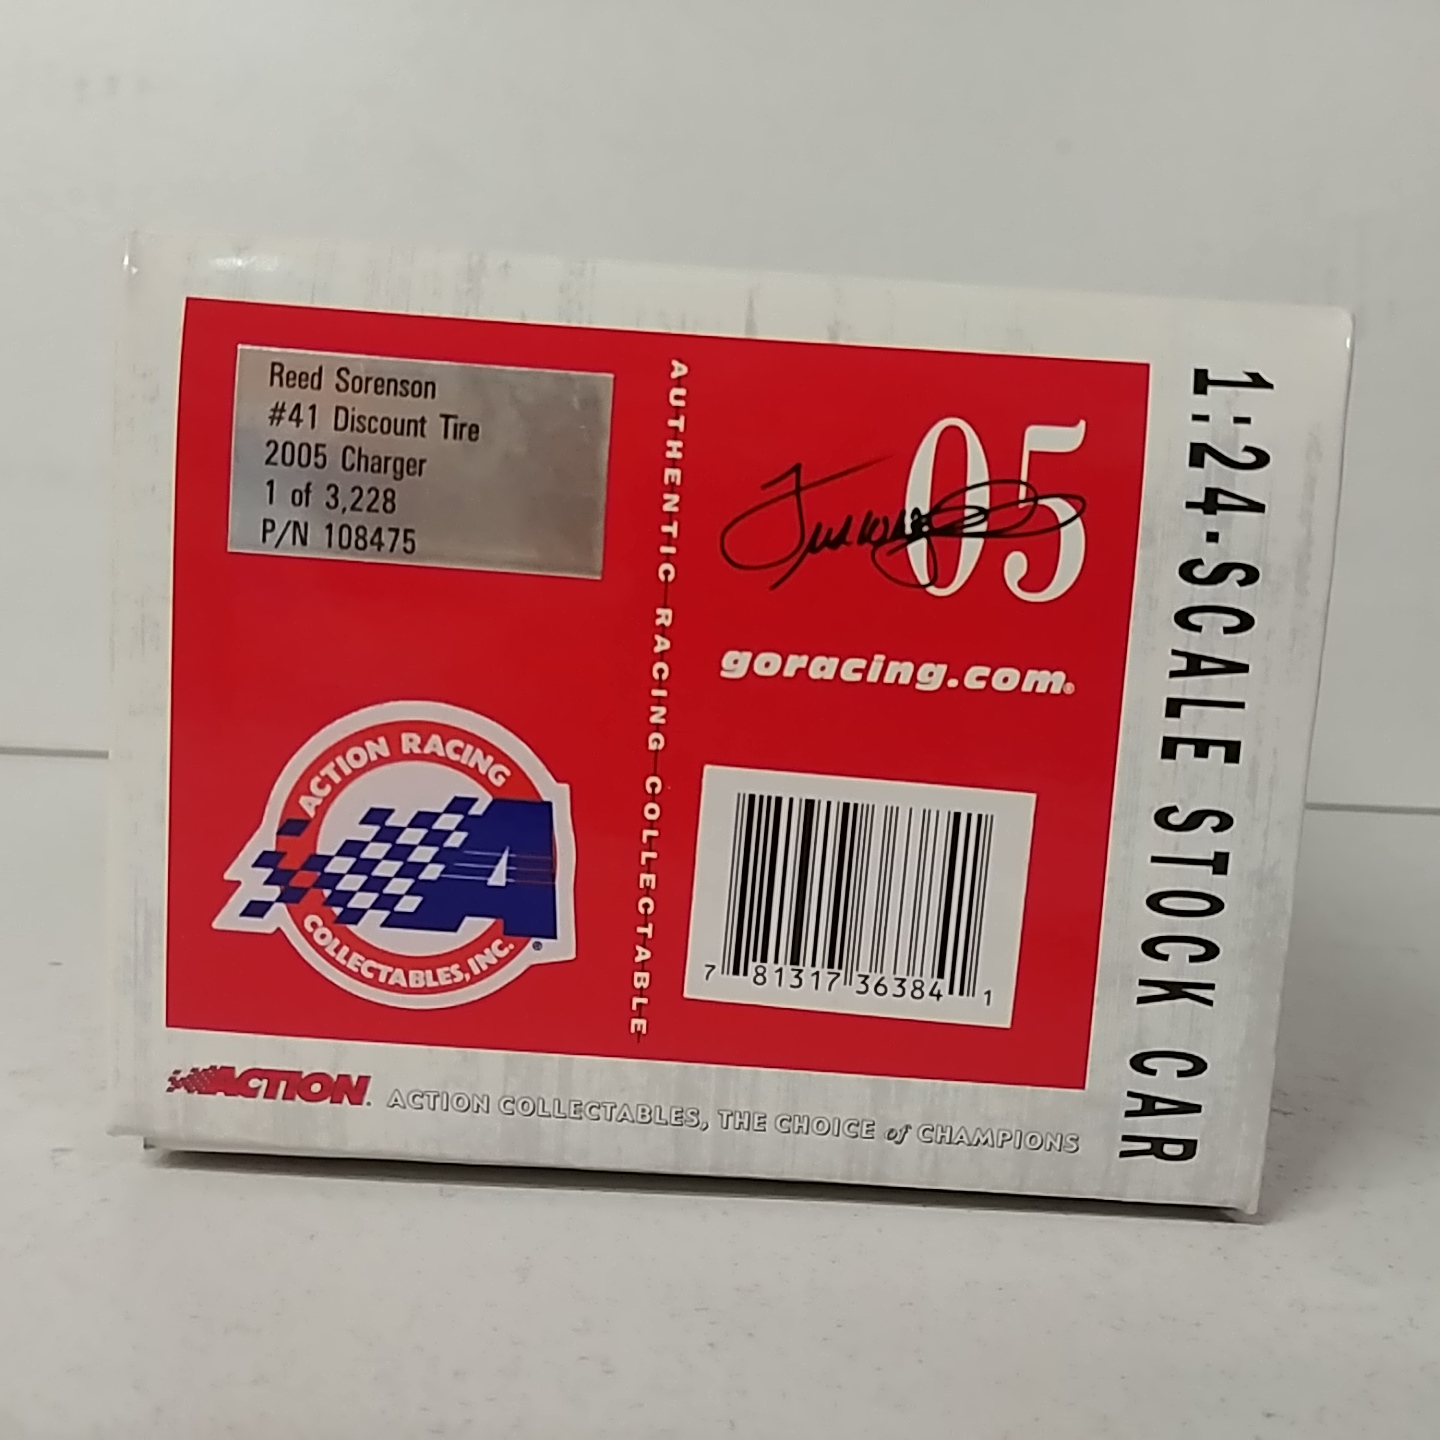 Reed Sorenson
#41 Discount Tire
2005 Charger
1 of 3,228
P/N 108475
AUTHENTIC RACING COLLECTABLE
05
goracing.com®
ACTION RACING
COLLECTABLES, INC.
®
7 81317 36384 1
ACTION.
ACTION COLLECTABLES, THE CHOICE of CHAMPIONS
1:24-SCALE STOCK CAR